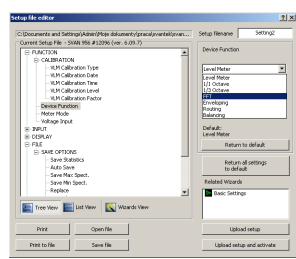 Setup file editor
C:\Documents and Settings\Admin\Moje dokumenty\praca\svantek\svan
Setup filename
Setting2
Current Setup File - SVAN 956 #12096 (ver. 6.09.7)
FUNCTION
CALIBRATION
VLM Calibration Type
VLM Calibration Date
VLM Calibration Time
VLM Calibration Level
VLM Calibration Factor
Device Function
Meter Mode
Voltage Input
INPUT
DISPLAY
FILE
SAVE OPTIONS
Save Statistics
Auto Save
Save Max Spect.
Save Min Spect.
Replace
Device Function
Level Meter
Level Meter
1/1 Octave
1/3 Octave
FFT
Enveloping
Routing
Balancing
Default:
Level Meter
Return to default
Return all settings
to default
Related Wizards
Basic Settings
Tree View
List View
Wizards View
Print
Open file
Upload setup
Print to file
Save file
Upload setup and activate